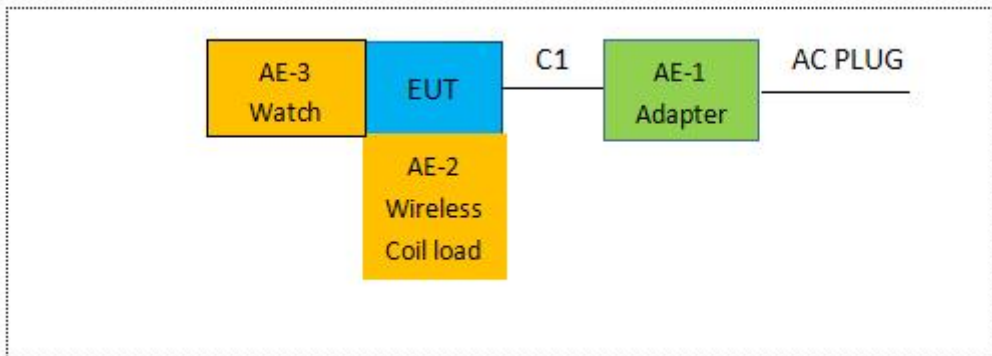 AE-3
Watch
EUT
C1
AE-1
Adapter
AC PLUG
AE-2
Wireless
Coil load